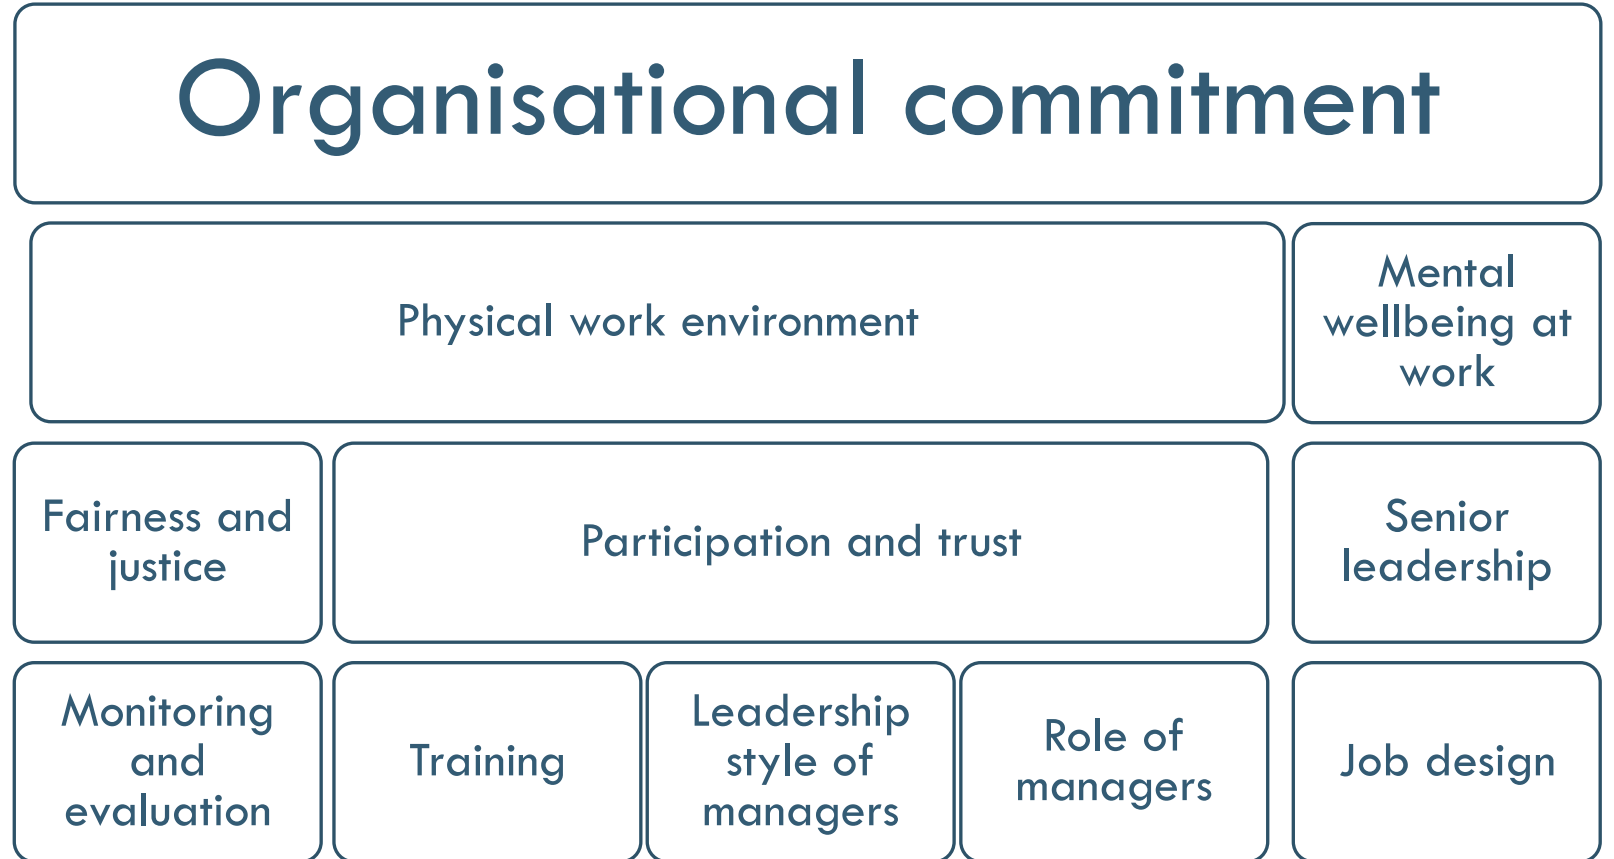 Organisational commitment
Physical work environment
Mental
wellbeing at
work
Fairness and
justice
Participation and trust
Senior
leadership
Monitoring
and
evaluation
Training
Leadership
style of
managers
Role of
managers
Job design